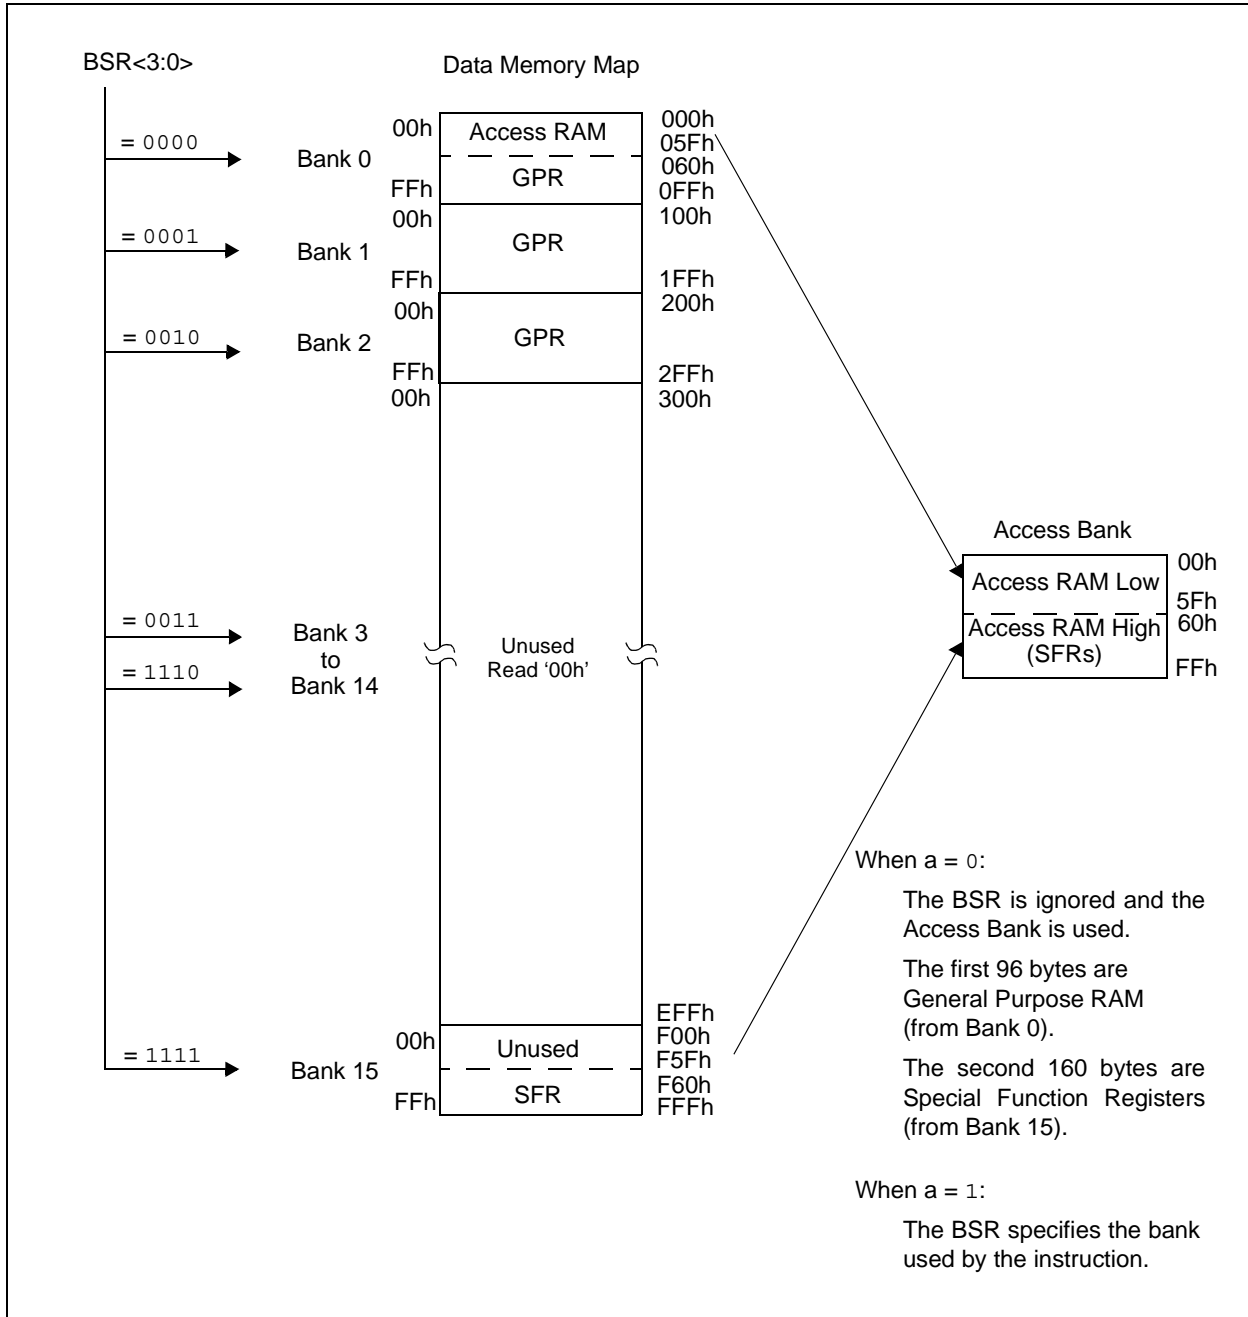 BSR<3:0>
Data Memory Map
= 0000
Bank 0
00h
Access RAM
000h
05Fh
060h
GPR
FFh
0FFh
= 0001
Bank 1
00h
100h
GPR
FFh
1FFh
= 0010
Bank 2
00h
200h
GPR
FFh
2FFh
00h
300h
= 0011
Bank 3
to
= 1110
Bank 14
Unused
Read ‘00h’
Access Bank
Access RAM Low
00h
5Fh
Access RAM High
(SFRs)
60h
FFh
EFFh
= 1111
Bank 15
00h
F00h
Unused
F5Fh
F60h
SFR
FFh
FFFh
When a = 0:
The BSR is ignored and the
Access Bank is used.
The first 96 bytes are
General Purpose RAM
(from Bank 0).
The second 160 bytes are
Special Function Registers
(from Bank 15).
When a = 1:
The BSR specifies the bank
used by the instruction.